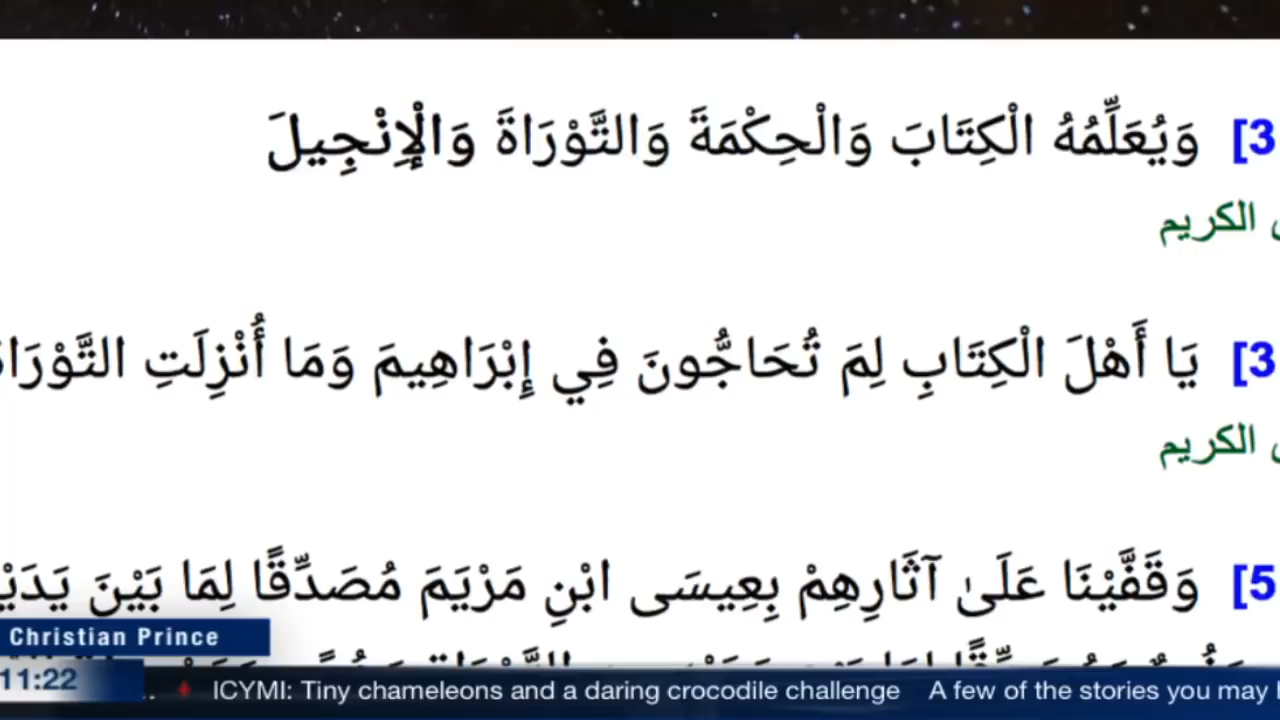 [3 وَيُعَلِّمُهُ الْكِتَابَ وَالْحِكْمَةَ وَالتَّوْرَاةَ وَالْإِنْجِيلَ
الكريم
[3 يَا أَهْلَ الْكِتَابِ لِمَ تُحَاجُّونَ فِي إِبْرَاهِيمَ وَمَا أُنْزِلَتِ
الكريم
[5 وَقَفَّيْنَا عَلَىٰ آثَارِهِمْ بِعِيسَى ابْنِ مَرْيَمَ مُصَدِّقًا لِمَا بَيْنَ
Christian Prince
11:22 .. ICYMI: Tiny chameleons and a daring crocodile challenge A few of the stories you may